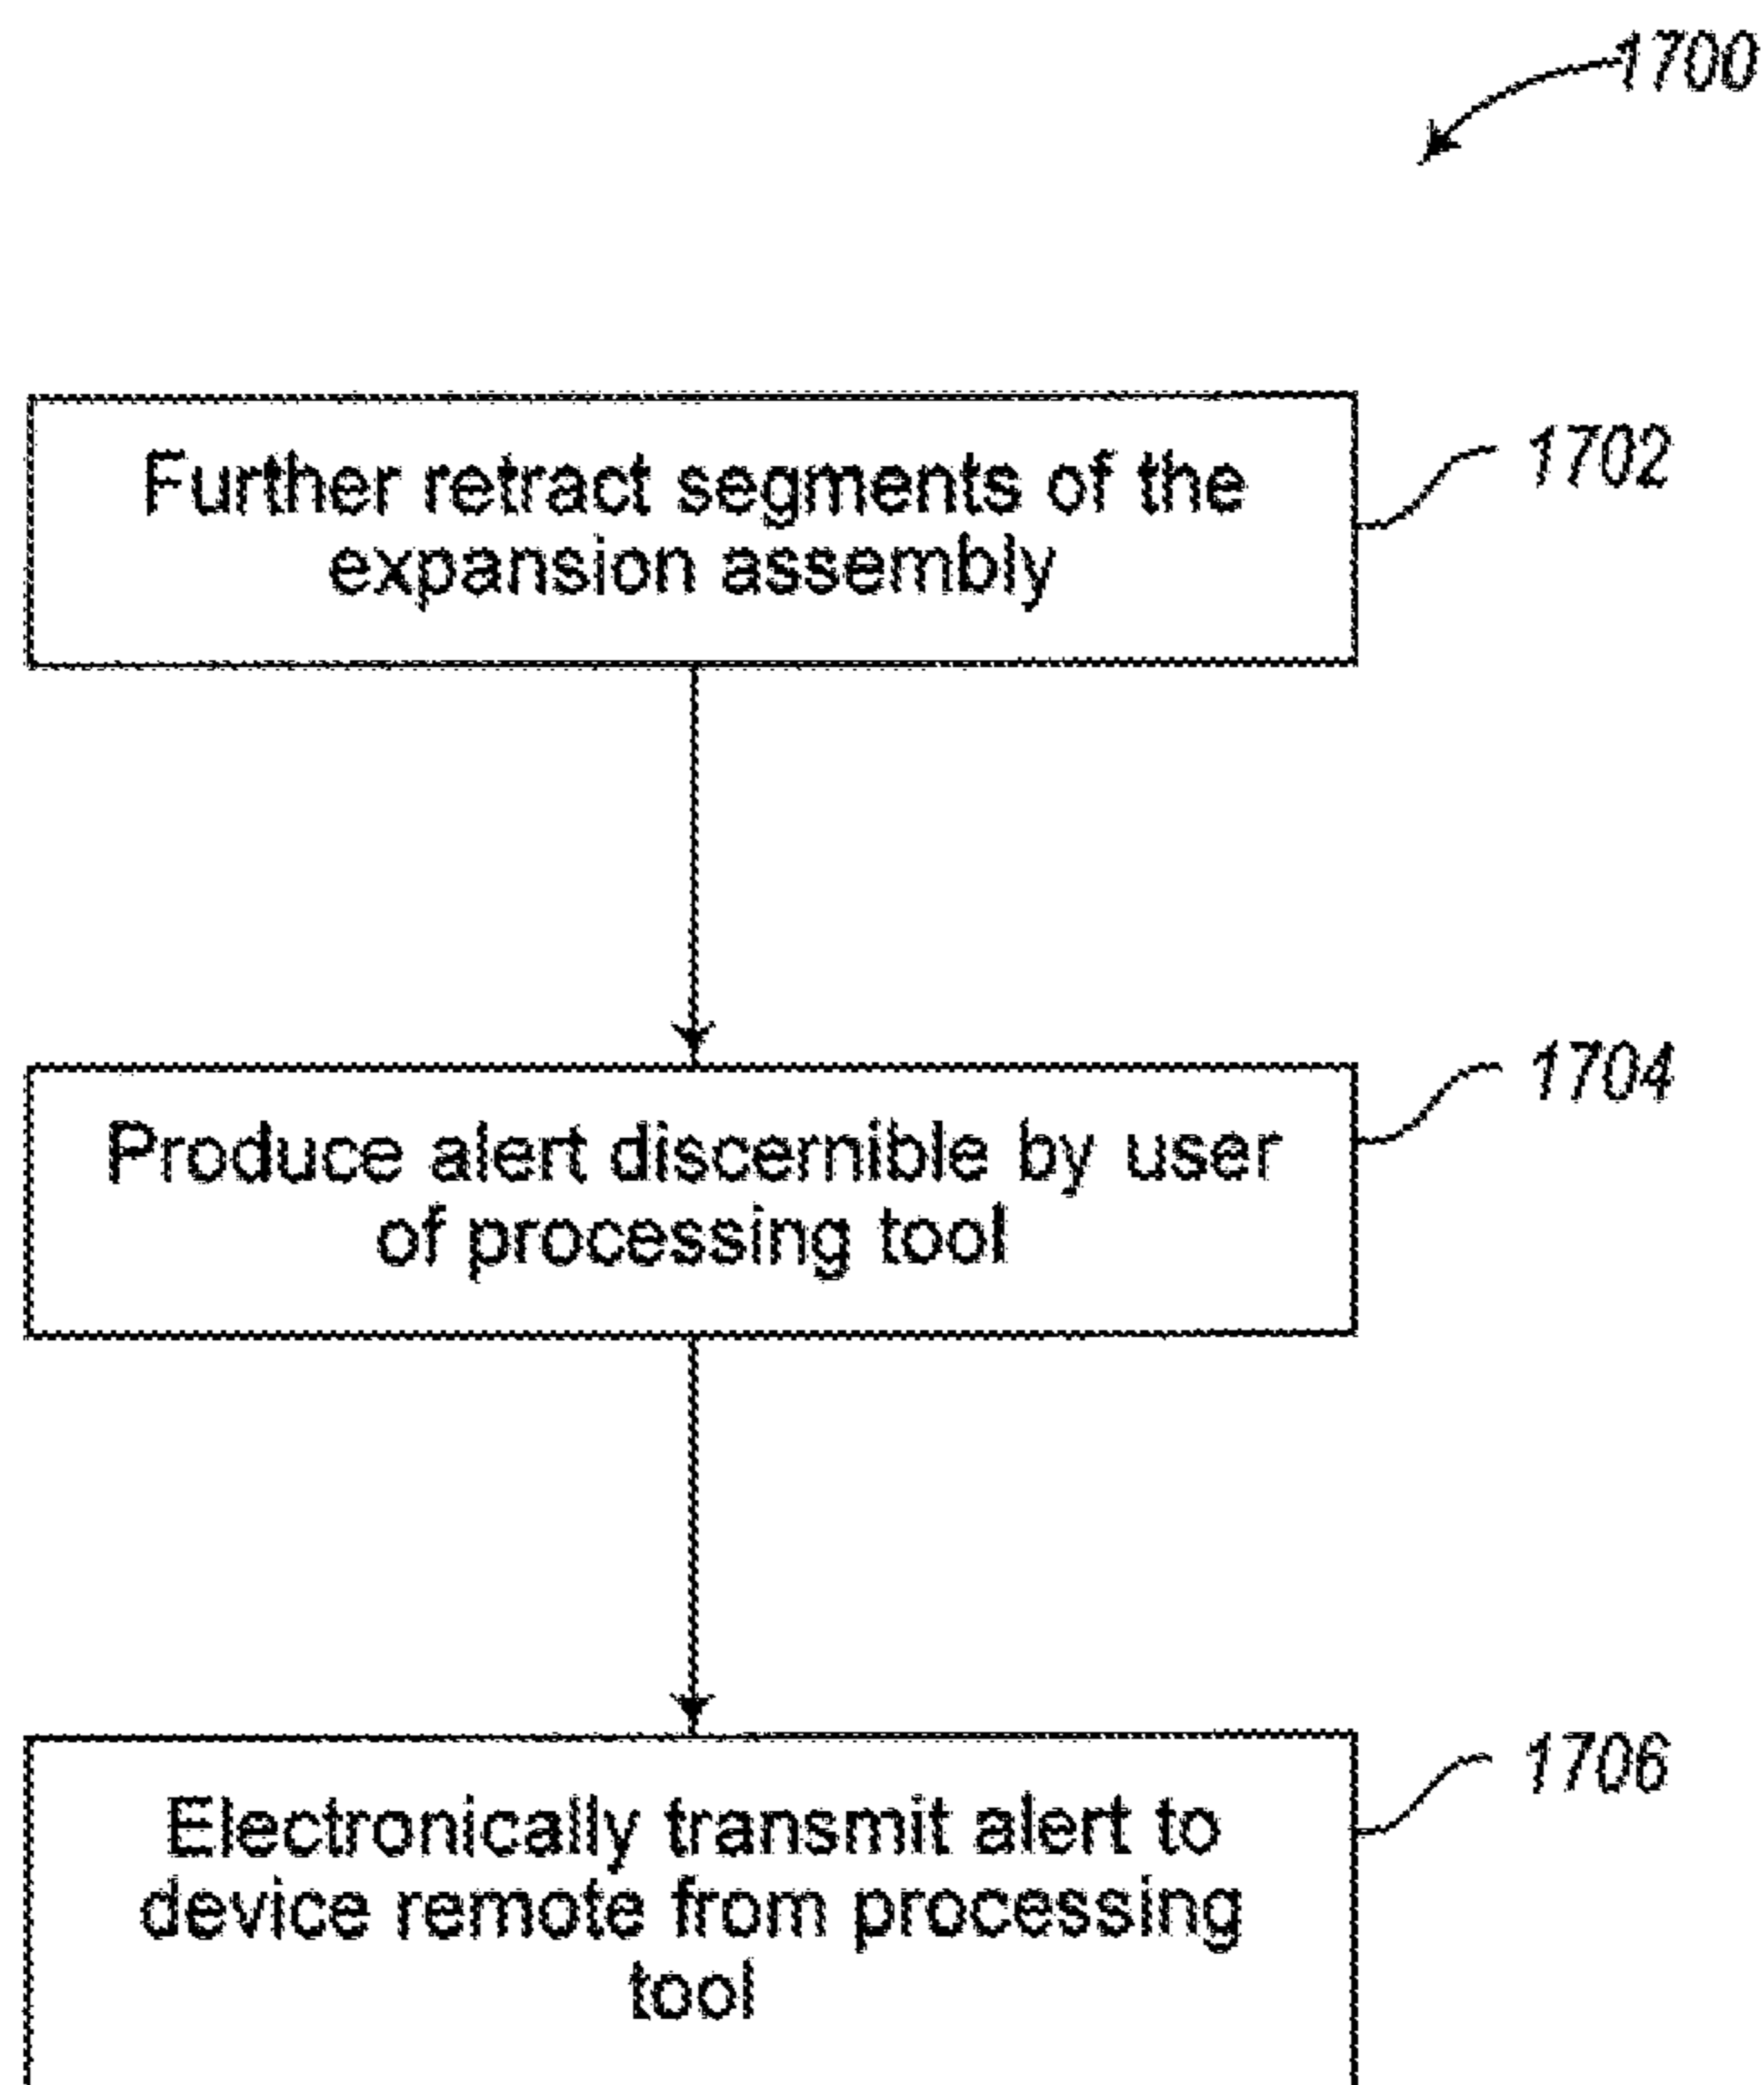 1700
Further retract segments of the
expansion assembly
1702
Produce alert discernible by user
of processing tool
1704
Electronically transmit alert to
device remote from processing
tool
1706